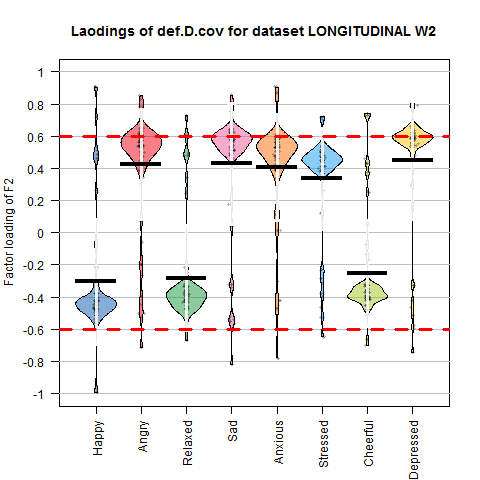 Laodings of def.D.cov for dataset LONGITUDINAL W2
Factor loading of F2
1
0.8
0.6
0.4
0.2
0
-0.2
-0.4
-0.6
-0.8
-1
Happy
Angry
Relaxed
Sad
Anxious
Stressed
Cheerful
Depressed